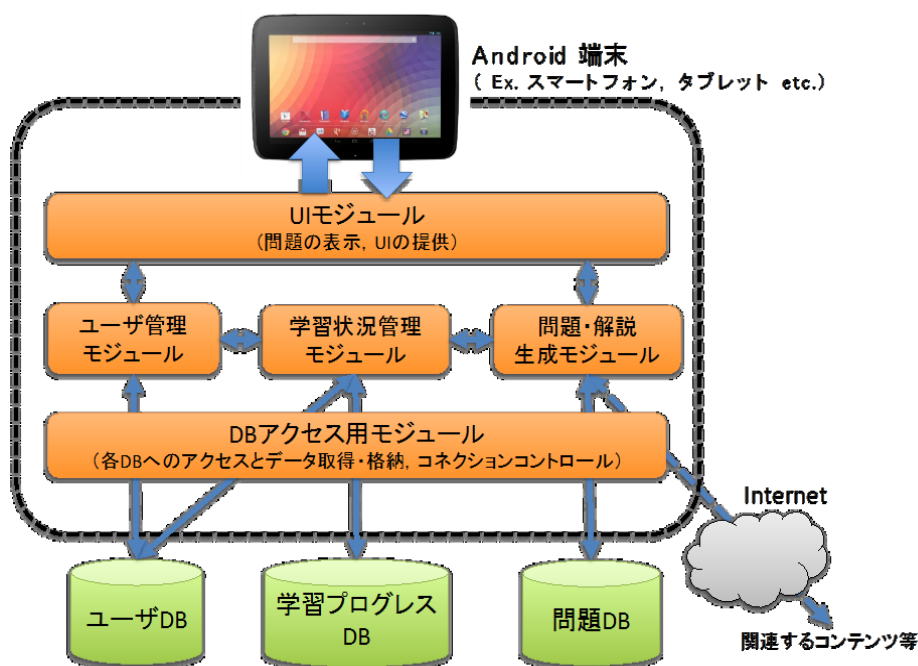 Android 端末
( Ex. スマートフォン, タブレット etc.)
UIモジュール
(問題の表示, UIの提供)
ユーザ管理
モジュール
学習状況管理
モジュール
問題・解説
生成モジュール
DBアクセス用モジュール
(各DBへのアクセスとデータ取得・格納, コネクションコントロール)
Internet
ユーザDB
学習プログレス
DB
問題DB
関連するコンテンツ等